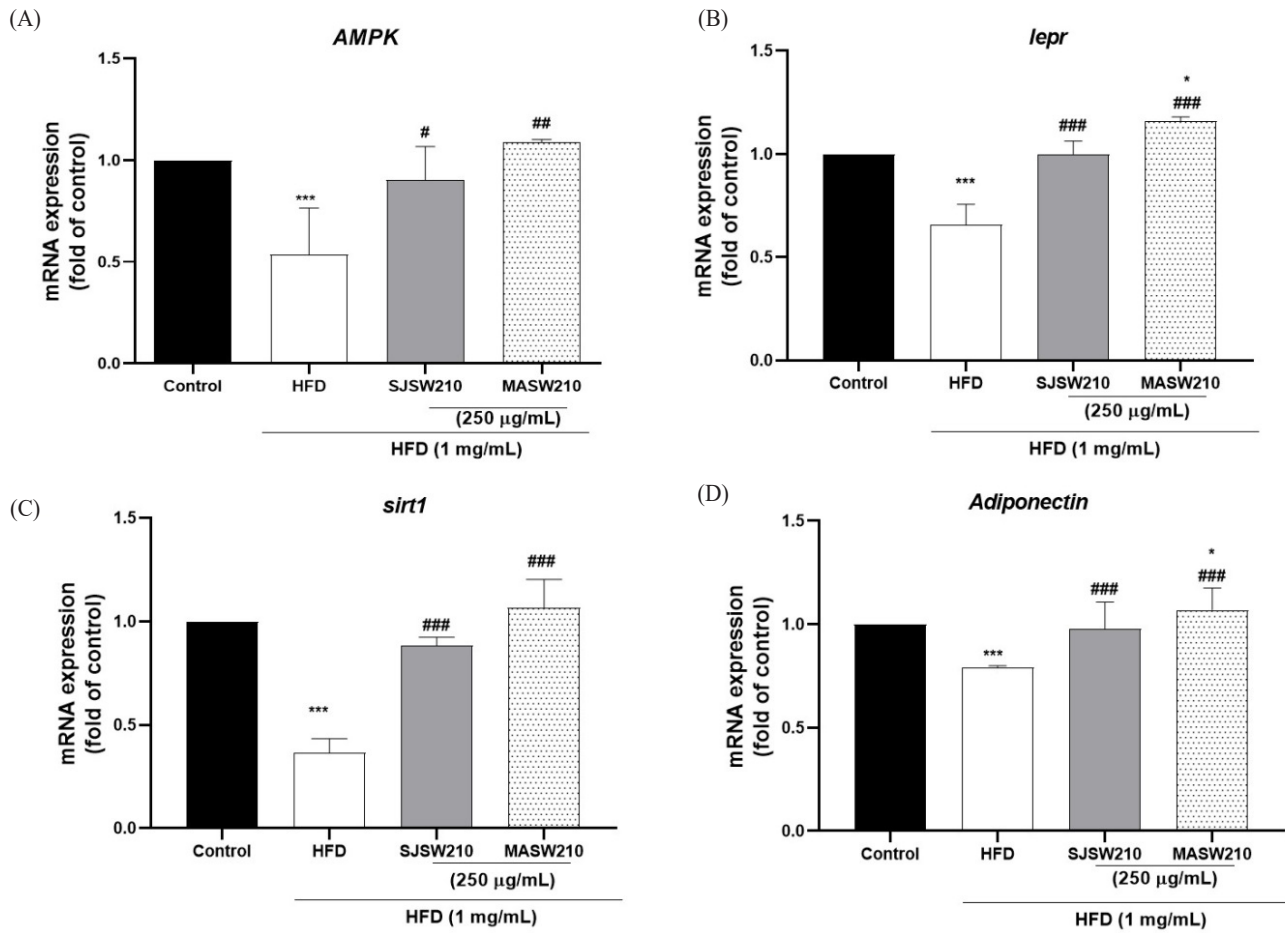 (A)
AMPK
mRNA expression
(fold of control)
1.5
1.0
0.5
0.0
***
#
##
Control HFD SJSW210 MASW210
(250 μg/mL)
HFD (1 mg/mL)
(B)
lepr
mRNA expression
(fold of control)
1.5
1.0
0.5
0.0
***
###
*
###
Control HFD SJSW210 MASW210
(250 μg/mL)
HFD (1 mg/mL)
(C)
sirt1
mRNA expression
(fold of control)
1.5
1.0
0.5
0.0
***
###
###
Control HFD SJSW210 MASW210
(250 μg/mL)
HFD (1 mg/mL)
(D)
Adiponectin
mRNA expression
(fold of control)
1.5
1.0
0.5
0.0
***
###
*
###
Control HFD SJSW210 MASW210
(250 μg/mL)
HFD (1 mg/mL)